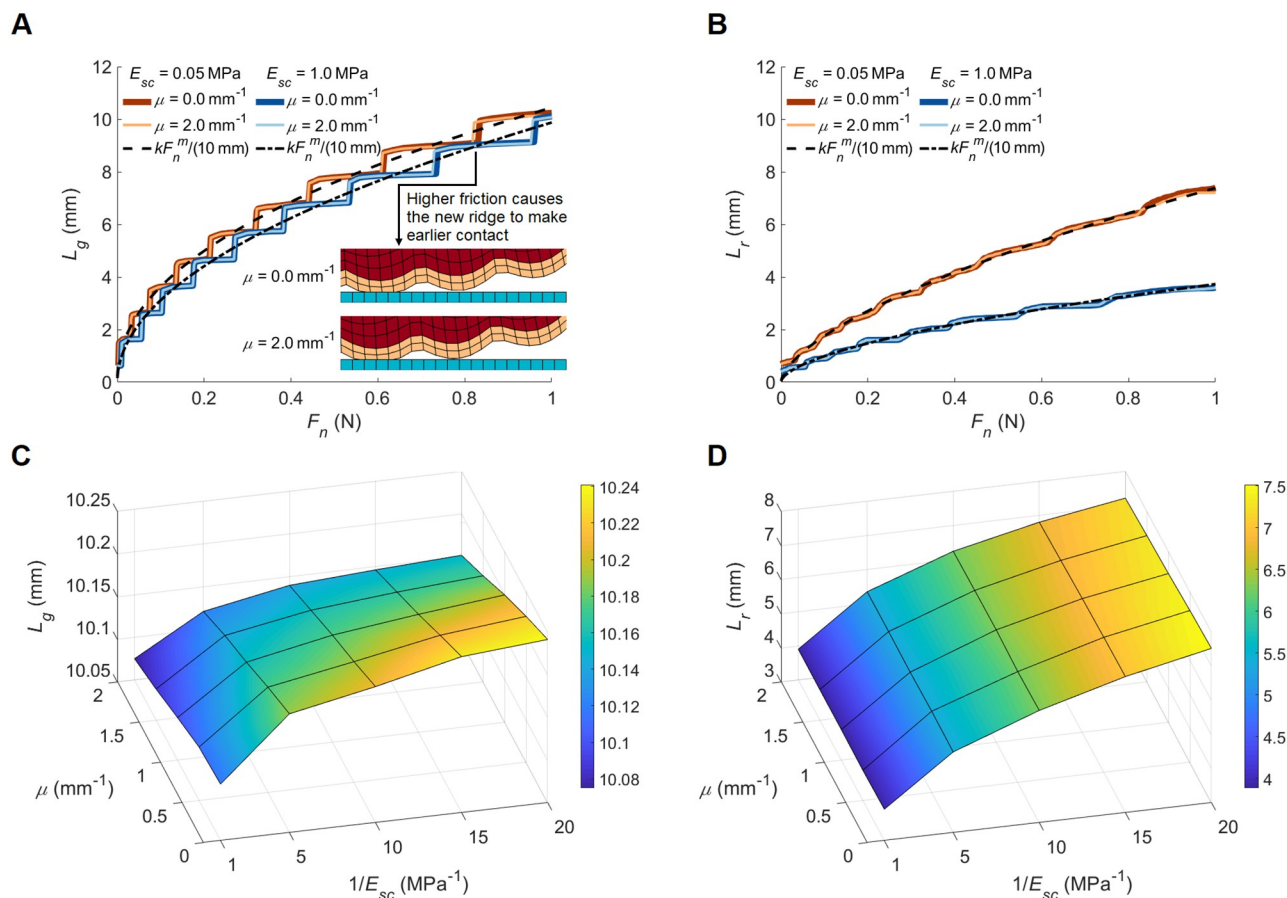 A
E_sc = 0.05 MPa E_sc = 1.0 MPa
μ = 0.0 mm⁻¹ μ = 0.0 mm⁻¹
μ = 2.0 mm⁻¹ μ = 2.0 mm⁻¹
kF_n^m/(10 mm) kF_n^m/(10 mm)
12
10
8
6
4
2
0
L_g (mm)
Higher friction causes
the new ridge to make
earlier contact
μ = 0.0 mm⁻¹
μ = 2.0 mm⁻¹
0 0.2 0.4 0.6 0.8 1
F_n (N)
B
E_sc = 0.05 MPa E_sc = 1.0 MPa
μ = 0.0 mm⁻¹ μ = 0.0 mm⁻¹
μ = 2.0 mm⁻¹ μ = 2.0 mm⁻¹
kF_n^m/(10 mm) kF_n^m/(10 mm)
12
10
8
6
4
2
0
L_r (mm)
0 0.2 0.4 0.6 0.8 1
F_n (N)
C
10.25
10.2
10.15
10.1
10.05
L_g (mm)
2
1.5
1
0.5
0
μ (mm⁻¹)
1 5 10 15 20
1/E_sc (MPa⁻¹)
10.24
10.22
10.2
10.18
10.16
10.14
10.12
10.1
10.08
D
8
7
6
5
4
3
L_r (mm)
2
1.5
1
0.5
0
μ (mm⁻¹)
1 5 10 15 20
1/E_sc (MPa⁻¹)
7.5
7
6.5
6
5.5
5
4.5
4